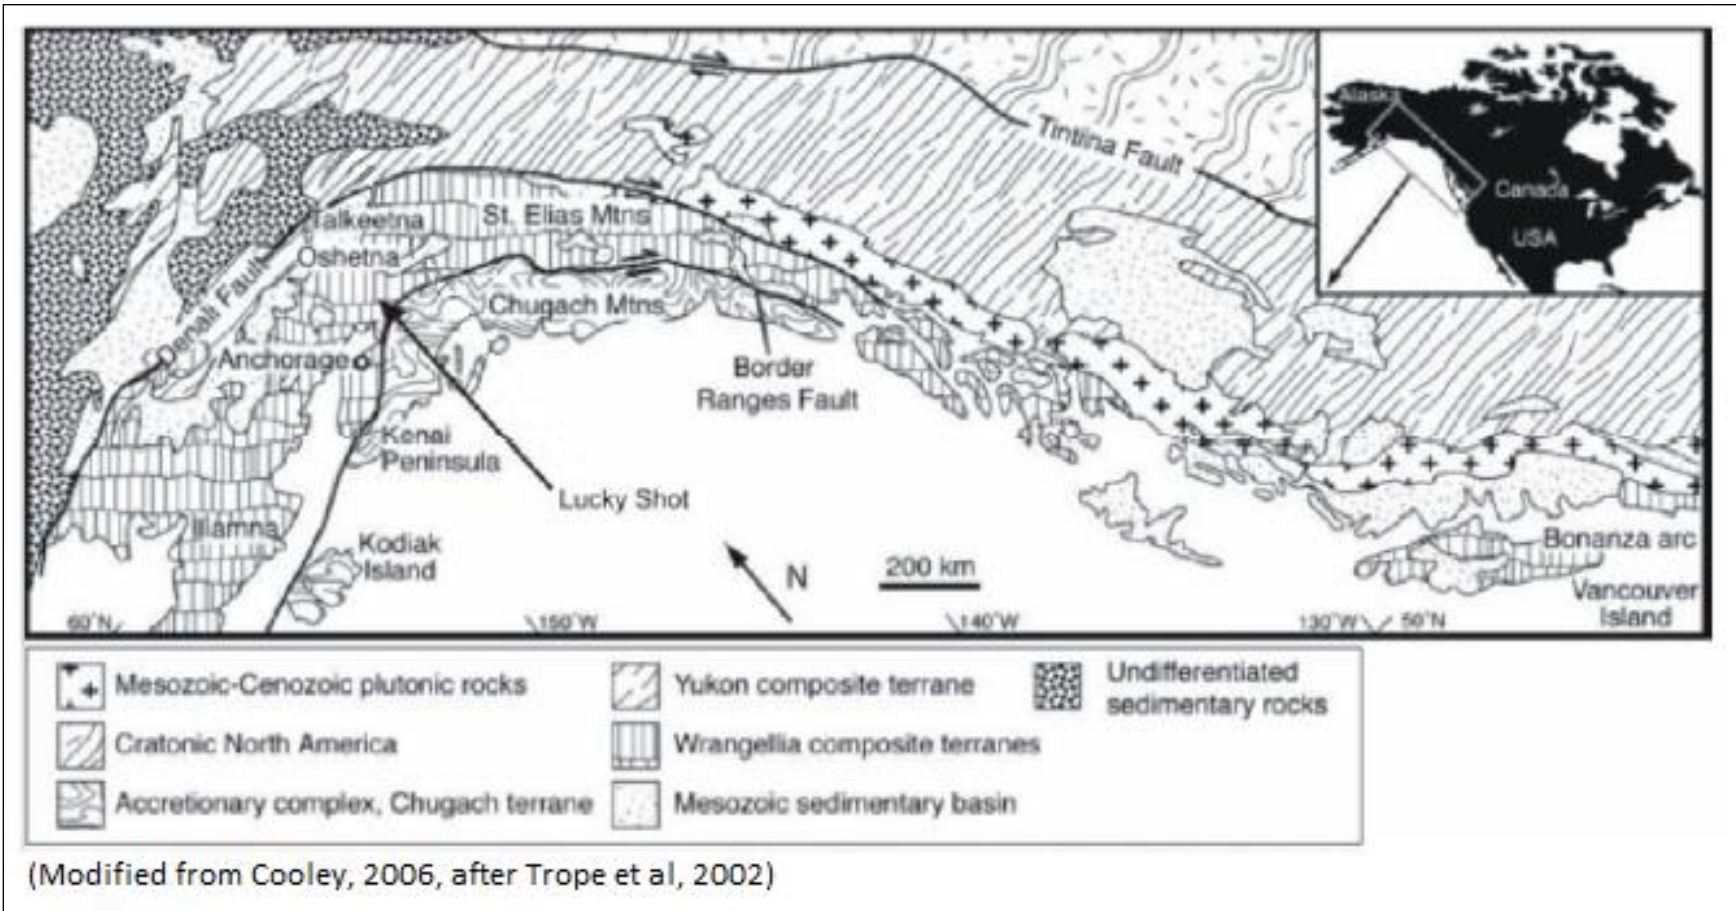 Alaska
Canada
USA
Tintina Fault
Talkeetna
St. Elias Mtns
Oshetna
Denali Fault
Chugach Mtns
Anchorage
Border
Ranges Fault
Kenai
Peninsula
Lucky Shot
Iliamna
Kodiak
Island
N
200 km
Bonanza arc
Vancouver
Island
60°N
150°W
140°W
130°W
50°N
Mesozoic-Cenozoic plutonic rocks
Yukon composite terrane
Undifferentiated
sedimentary rocks
Cratonic North America
Wrangellia composite terranes
Accretionary complex, Chugach terrane
Mesozoic sedimentary basin
(Modified from Cooley, 2006, after Trope et al, 2002)